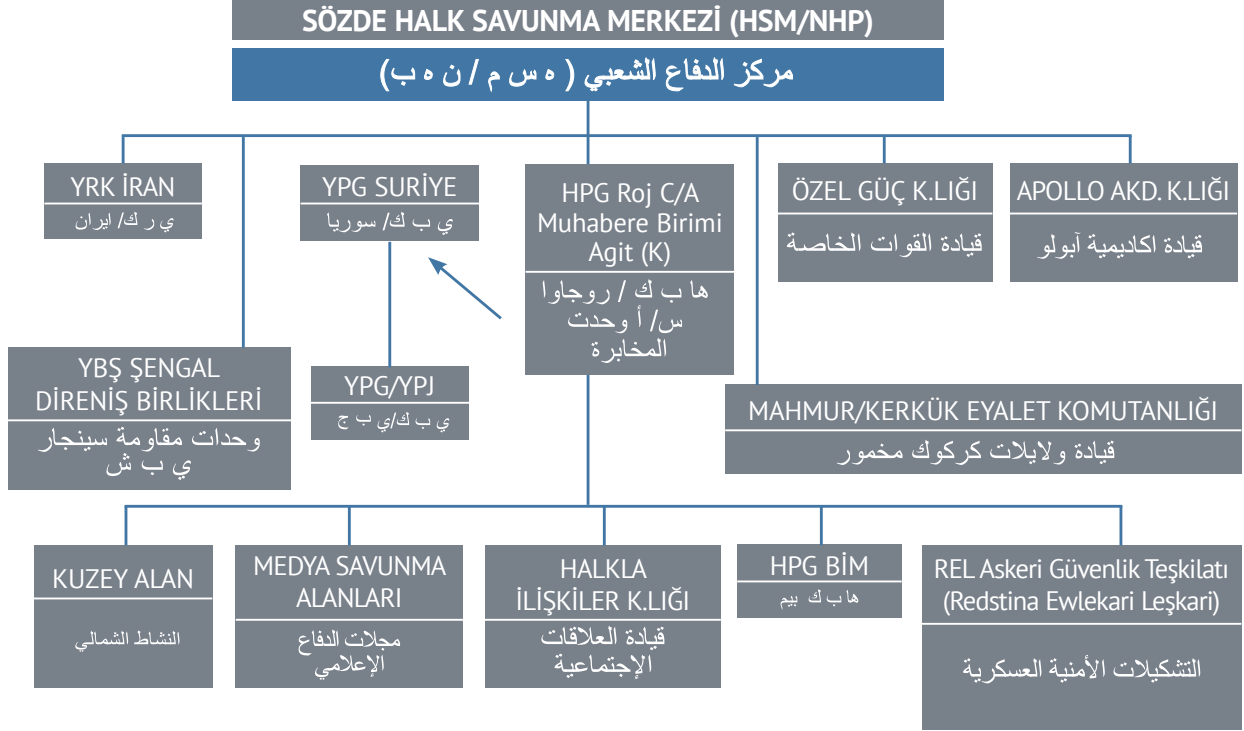 SÖZDE HALK SAVUNMA MERKEZİ (HSM/NHP)
مركز الدفاع الشعبي ( ه س م / ن ه ب)
YRK İRAN
ي ر ك/ ايران
YPG SURİYE
ي ب ك/ سوريا
HPG Roj C/A
Muhabere Birimi
Agit (K)
ها ب ك / روجاوا
س/ أ وحدت
المخابرة
ÖZEL GÜÇ K.LIĞI
قيادة القوات الخاصة
APOLLO AKD. K.LIĞI
قيادة اكاديمية آبولو
YBŞ ŞENGAL
DİRENİŞ BİRLİKLERİ
وحدات مقاومة سينجار
ي ب ش
YPG/YPJ
ي ب ك/ي ب ج
MAHMUR/KERKÜK EYALET KOMUTANLIĞI
قيادة ولايلات كركوك مخمور
KUZEY ALAN
النشاط الشمالي
MEDYA SAVUNMA
ALANLARI
مجلات الدفاع
الإعلامي
HALKLA
İLİŞKİLER K.LIĞI
قيادة العلاقات
الإجتماعية
HPG BİM
ها ب ك بيم
REL Askeri Güvenlik Teşkilatı
(Redstina Ewlekari Leşkari)
التشكيلات الأمنية العسكرية